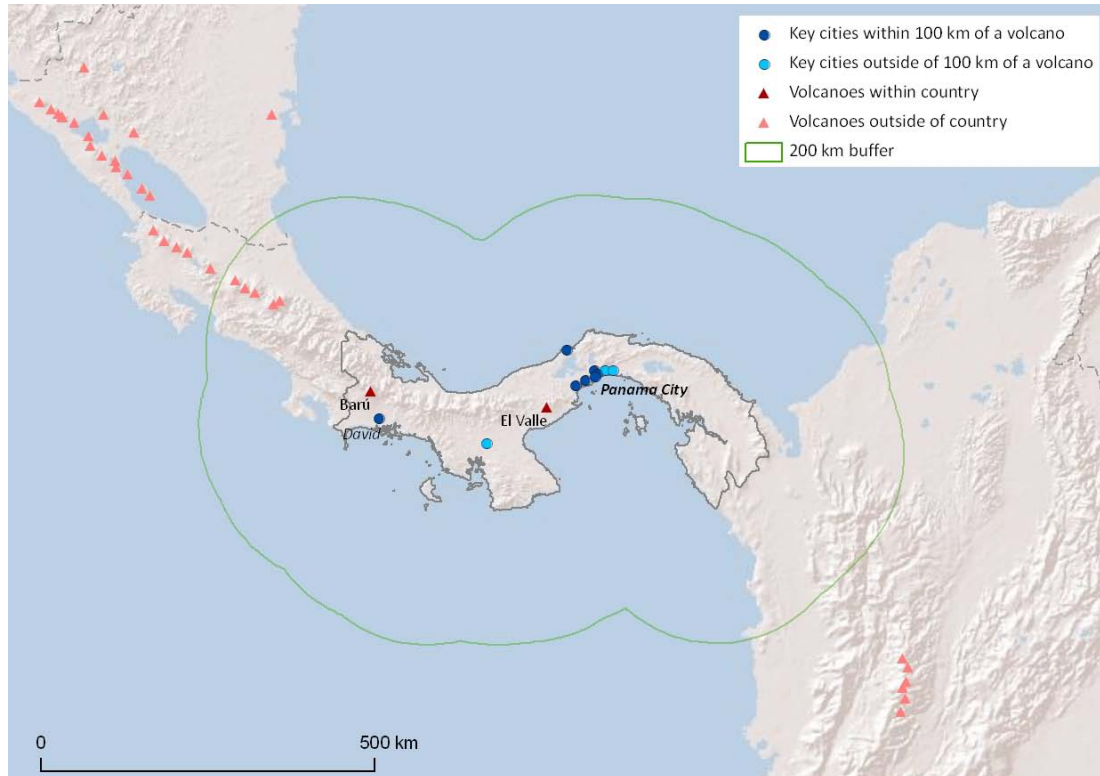 Key cities within 100 km of a volcano
Key cities outside of 100 km of a volcano
Volcanoes within country
Volcanoes outside of country
200 km buffer
Panama City
Barú
El Valle
David
0 500 km